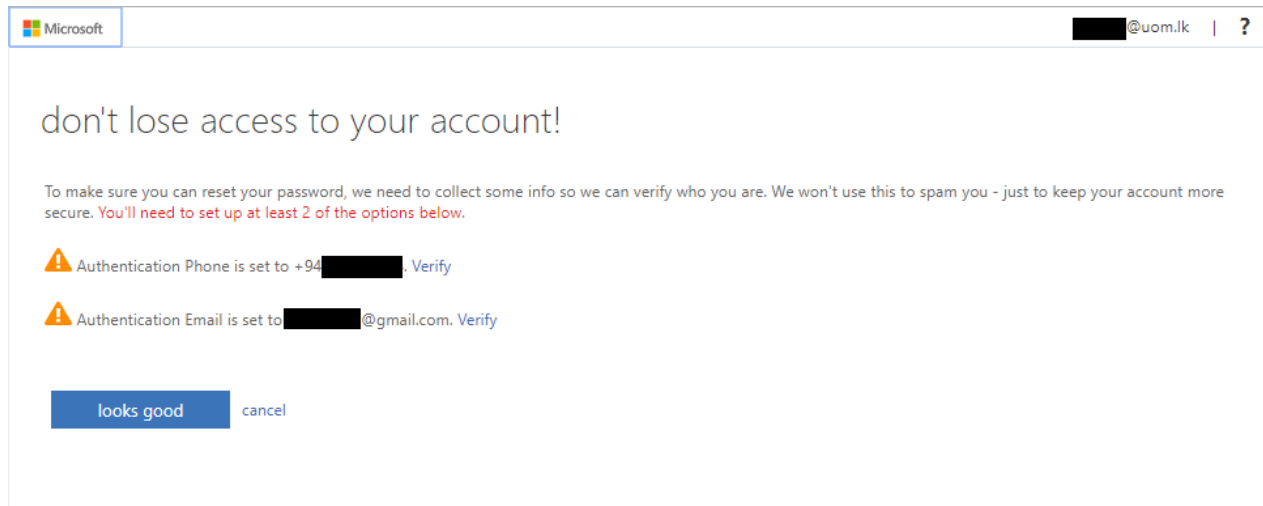 Microsoft
@uom.lk | ?
don't lose access to your account!
To make sure you can reset your password, we need to collect some info so we can verify who you are. We won't use this to spam you - just to keep your account more
secure. You'll need to set up at least 2 of the options below.
Authentication Phone is set to +94 . Verify
Authentication Email is set to @gmail.com. Verify
looks good cancel